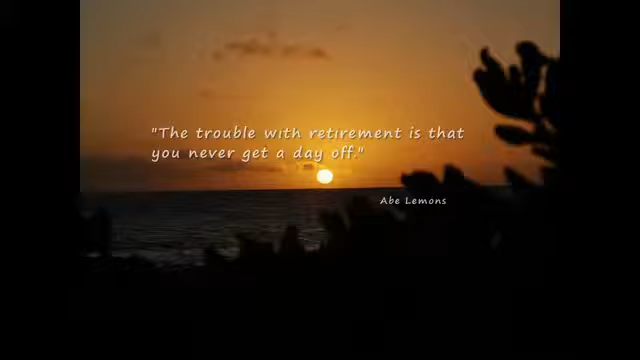 "The trouble with retirement is that
you never get a day off."
Abe Lemons